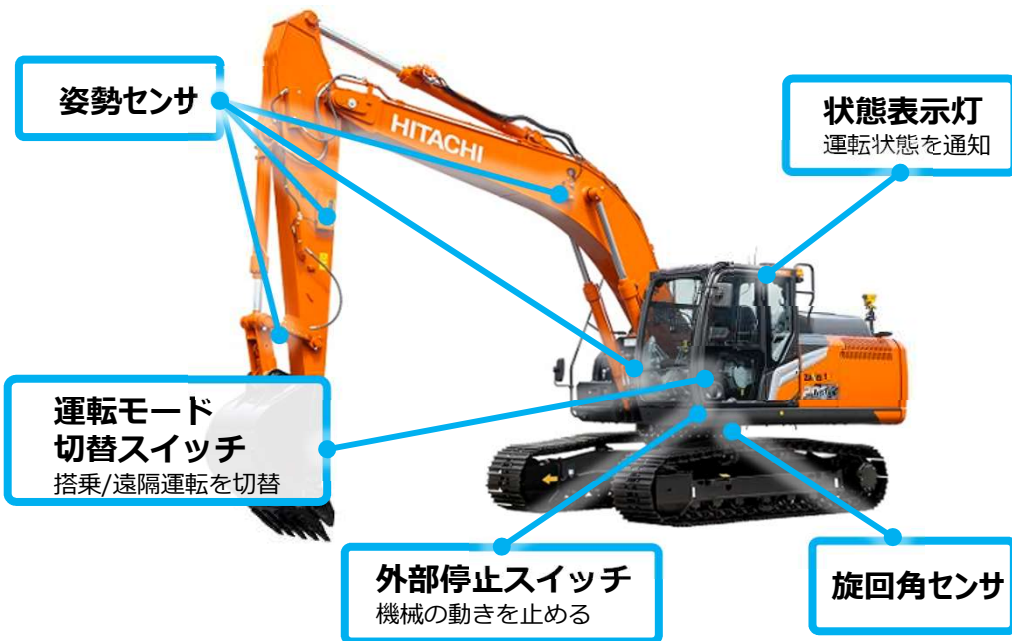 姿勢センサ
HITACHI
状態表示灯
運転状態を通知
運転モード
切替スイッチ
搭乗/遠隔運転を切替
外部停止スイッチ
機械の動きを止める
旋回角センサ